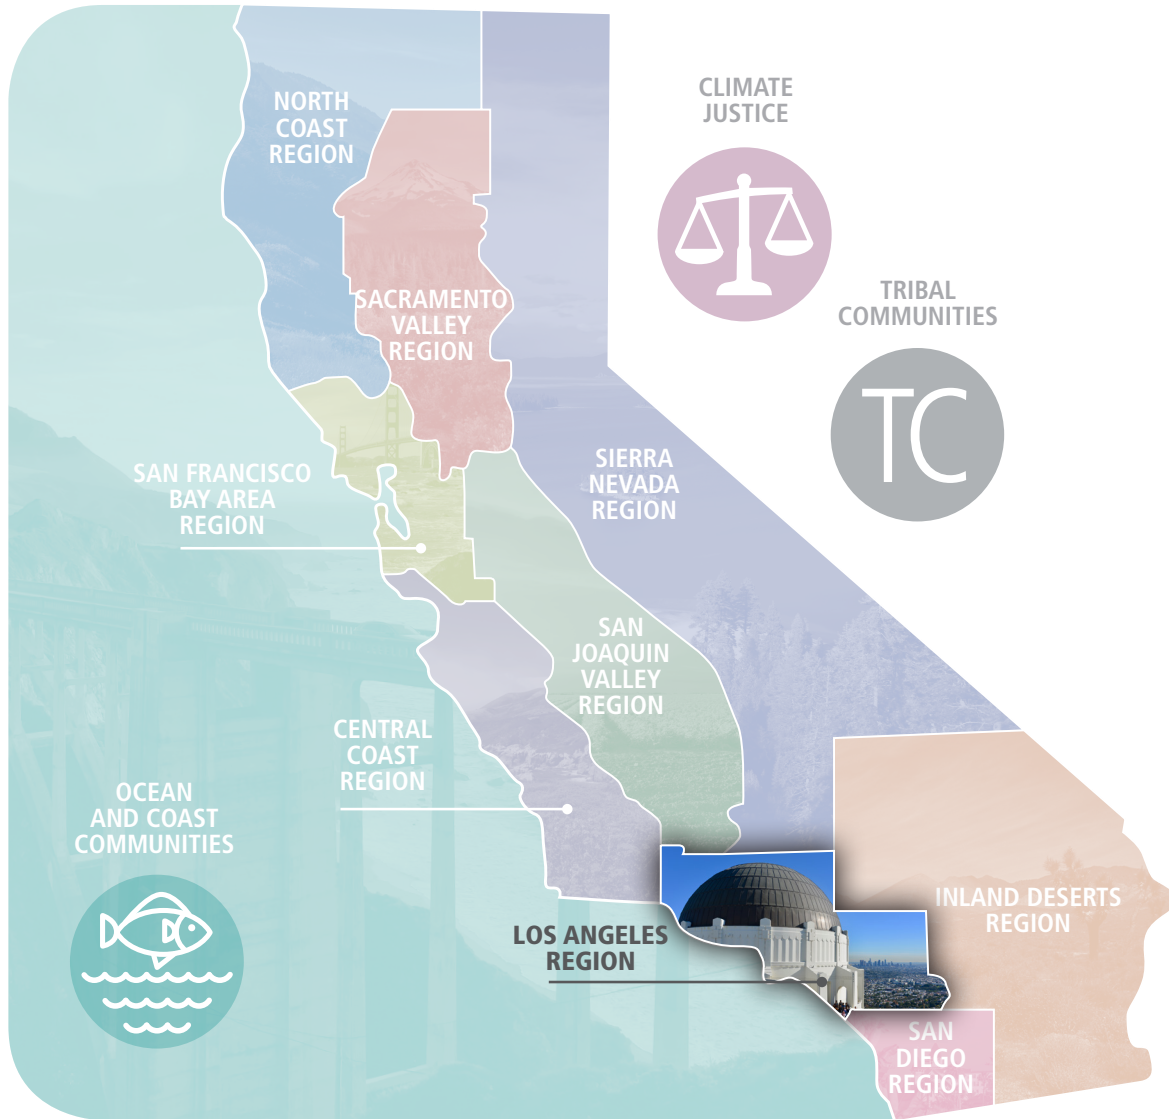 CLIMATE
JUSTICE
NORTH
COAST
REGION
TRIBAL
COMMUNITIES
TC
SACRAMENTO
VALLEY
REGION
SAN FRANCISCO
BAY AREA
REGION
SIERRA
NEVADA
REGION
SAN
JOAQUIN
VALLEY
REGION
CENTRAL
COAST
REGION
OCEAN
AND COAST
COMMUNITIES
INLAND DESERTS
REGION
LOS ANGELES
REGION
SAN
DIEGO
REGION